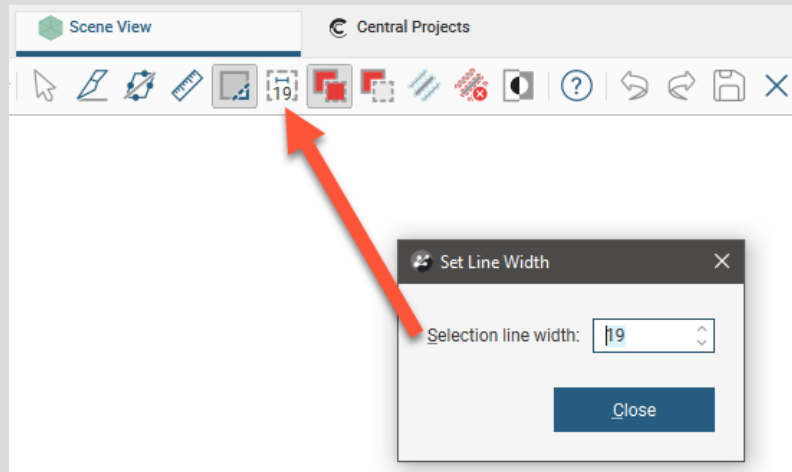 Scene View
Central Projects
19
?
Set Line Width
Selection line width: 19
Close